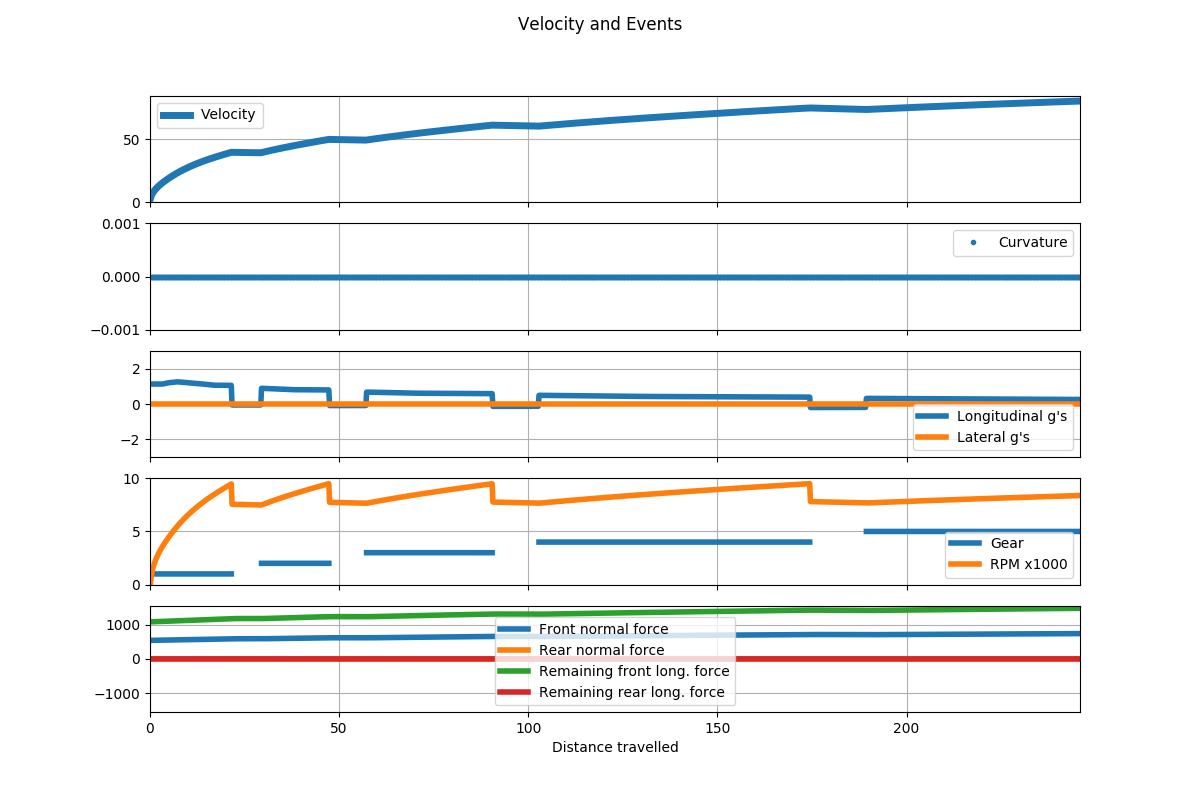 Velocity and Events
Velocity
50
0
0.001
0.000
−0.001
Curvature
2
0
−2
Longitudinal g's
Lateral g's
10
5
0
Gear
RPM x1000
1000
0
−1000
Front normal force
Rear normal force
Remaining front long. force
Remaining rear long. force
0 50 100 150 200
Distance travelled